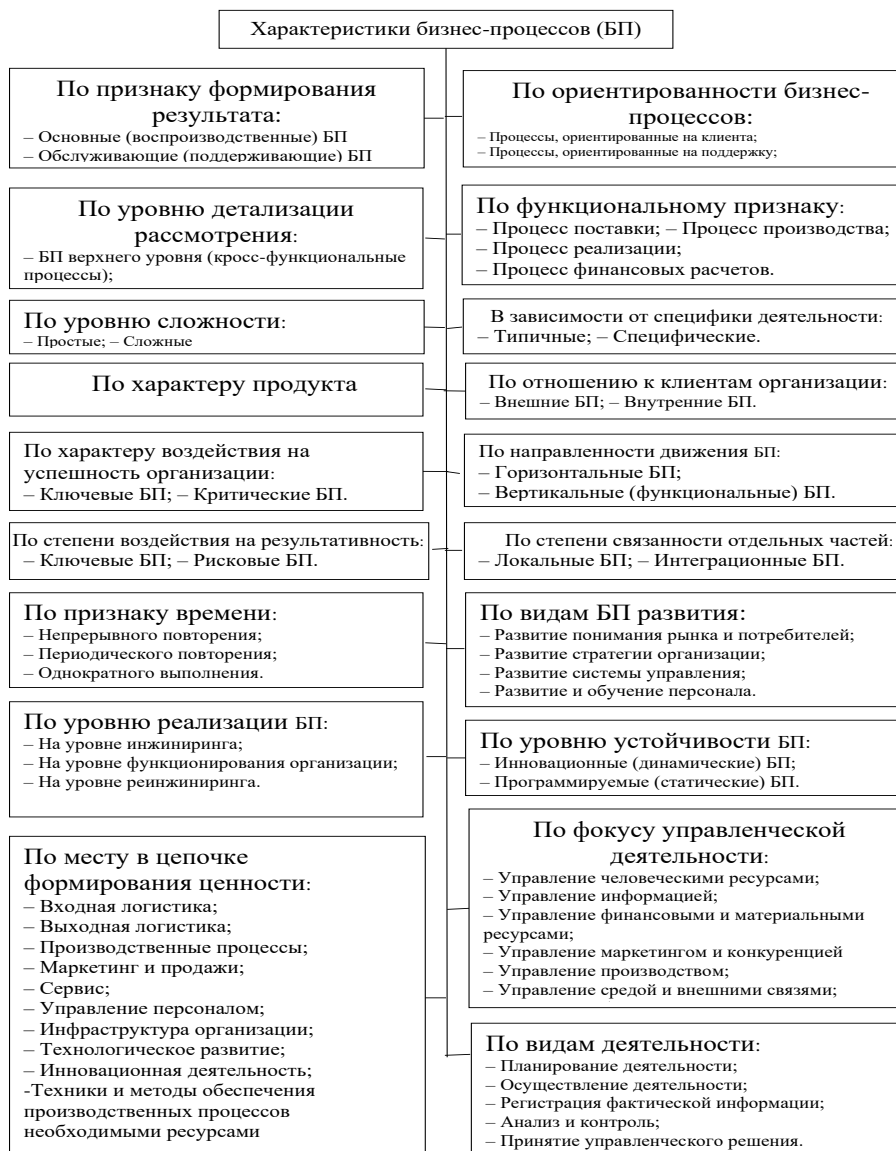 Характеристики бизнес-процессов (БП)
По признаку формирования
результата:
– Основные (воспроизводственные) БП
– Обслуживающие (поддерживающие) БП
По ориентированности бизнес-
процессов:
– Процессы, ориентированные на клиента;
– Процессы, ориентированные на поддержку;
По уровню детализации
рассмотрения:
– БП верхнего уровня (кросс-функциональные
процессы);
По функциональному признаку:
– Процесс поставки; – Процесс производства;
– Процесс реализации;
– Процесс финансовых расчетов.
По уровню сложности:
– Простые; – Сложные
В зависимости от специфики деятельности:
– Типичные; – Специфические.
По характеру продукта
По отношению к клиентам организации:
– Внешние БП; – Внутренние БП.
По характеру воздействия на
успешность организации:
– Ключевые БП; – Критические БП.
По направленности движения БП:
– Горизонтальные БП;
– Вертикальные (функциональные) БП.
По степени воздействия на результативность:
– Ключевые БП; – Рисковые БП.
По степени связанности отдельных частей:
– Локальные БП; – Интеграционные БП.
По признаку времени:
– Непрерывного повторения;
– Периодического повторения;
– Однократного выполнения.
По видам БП развития:
– Развитие понимания рынка и потребителей;
– Развитие стратегии организации;
– Развитие системы управления;
– Развитие и обучение персонала.
По уровню реализации БП:
– На уровне инжиниринга;
– На уровне функционирования организации;
– На уровне реинжиниринга.
По уровню устойчивости БП:
– Инновационные (динамические) БП;
– Программируемые (статические) БП.
По месту в цепочке
формирования ценности:
– Входная логистика;
– Выходная логистика;
– Производственные процессы;
– Маркетинг и продажи;
– Сервис;
– Управление персоналом;
– Инфраструктура организации;
– Технологическое развитие;
– Инновационная деятельность;
-Техники и методы обеспечения
производственных процессов
необходимыми ресурсами
По фокусу управленческой
деятельности:
– Управление человеческими ресурсами;
– Управление информацией;
– Управление финансовыми и материальными
ресурсами;
– Управление маркетингом и конкуренцией
– Управление производством;
– Управление средой и внешними связями;
По видам деятельности:
– Планирование деятельности;
– Осуществление деятельности;
– Регистрация фактической информации;
– Анализ и контроль;
– Принятие управленческого решения.